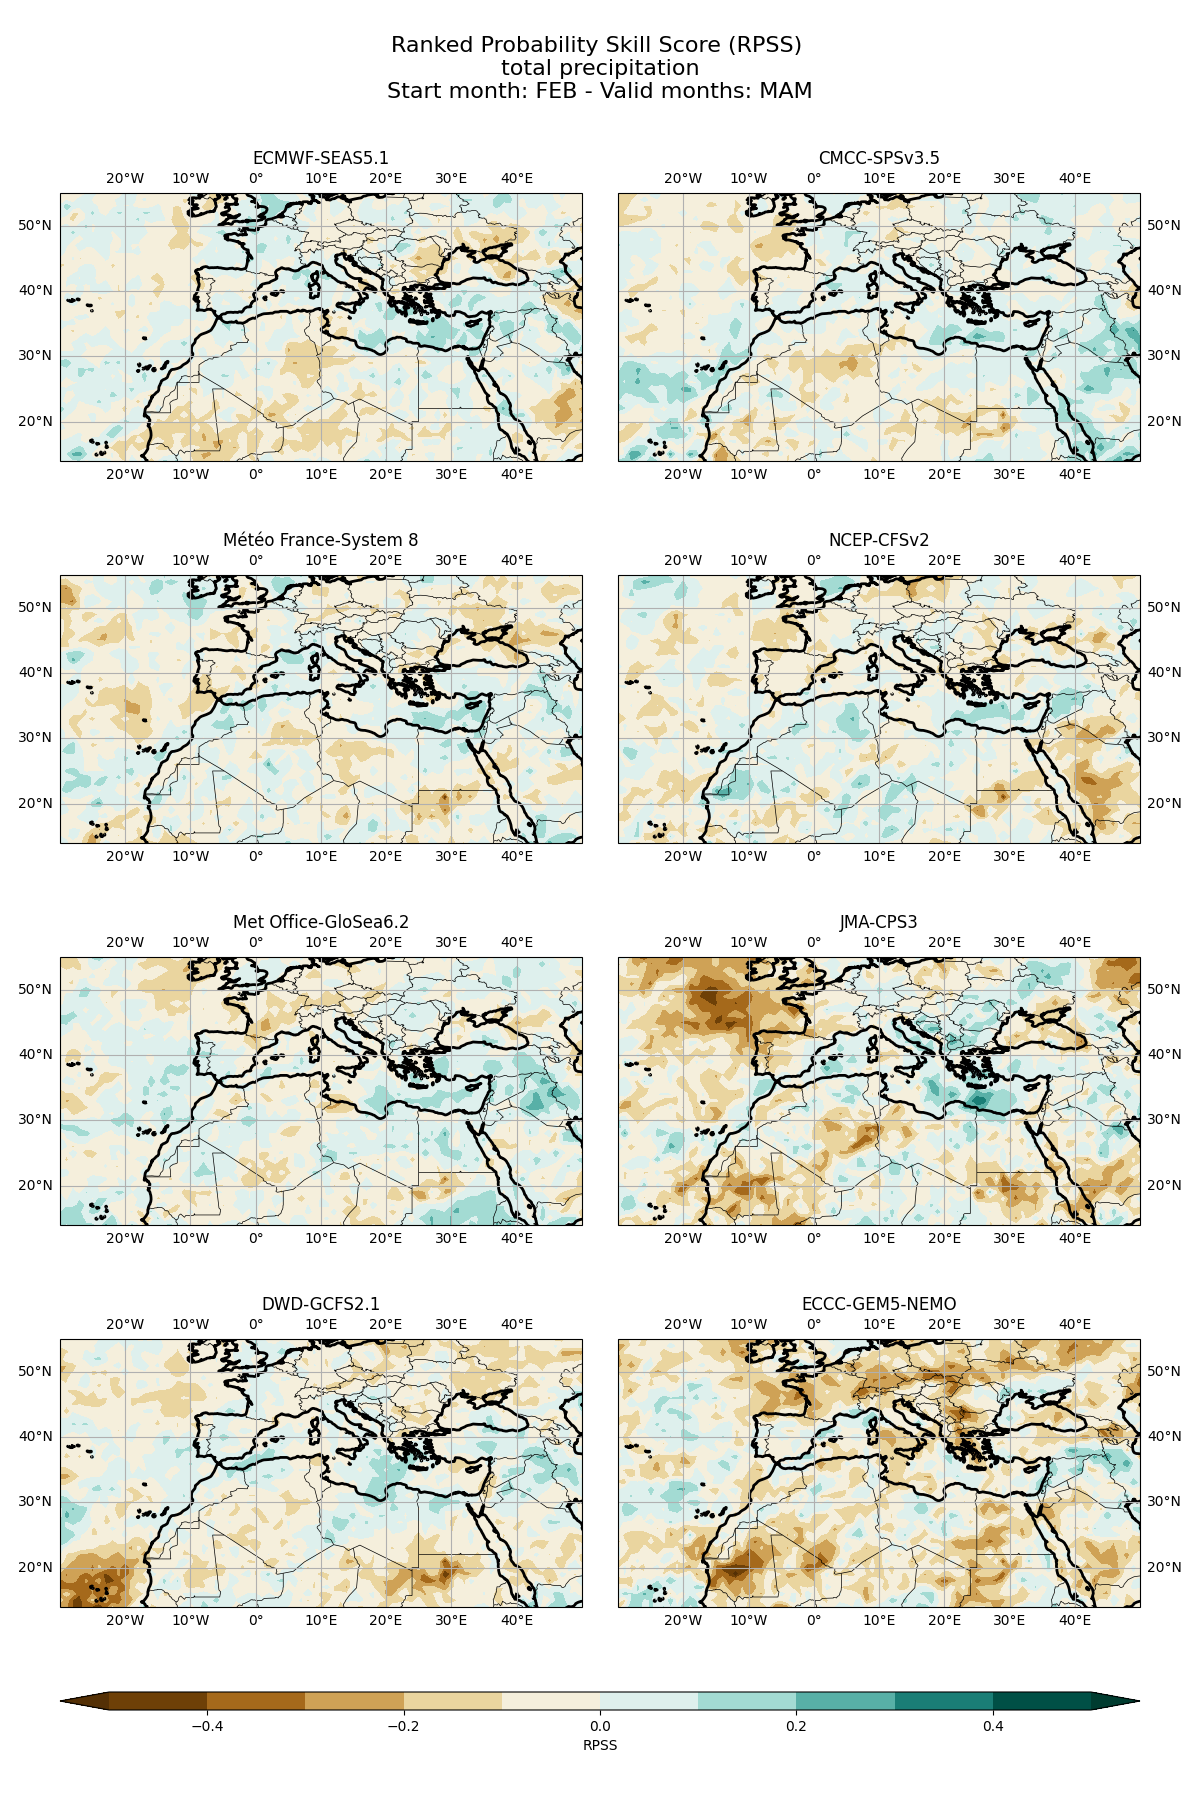 Ranked Probability Skill Score (RPSS)
total precipitation
Start month: FEB - Valid months: MAM
ECMWF-SEAS5.1
20°W 10°W 0° 10°E 20°E 30°E 40°E
50°N
40°N
30°N
20°N
20°W 10°W 0° 10°E 20°E 30°E 40°E
CMCC-SPSv3.5
20°W 10°W 0° 10°E 20°E 30°E 40°E
50°N
40°N
30°N
20°N
20°W 10°W 0° 10°E 20°E 30°E 40°E
Météo France-System 8
20°W 10°W 0° 10°E 20°E 30°E 40°E
50°N
40°N
30°N
20°N
20°W 10°W 0° 10°E 20°E 30°E 40°E
NCEP-CFSv2
20°W 10°W 0° 10°E 20°E 30°E 40°E
50°N
40°N
30°N
20°N
20°W 10°W 0° 10°E 20°E 30°E 40°E
Met Office-GloSea6.2
20°W 10°W 0° 10°E 20°E 30°E 40°E
50°N
40°N
30°N
20°N
20°W 10°W 0° 10°E 20°E 30°E 40°E
JMA-CPS3
20°W 10°W 0° 10°E 20°E 30°E 40°E
50°N
40°N
30°N
20°N
20°W 10°W 0° 10°E 20°E 30°E 40°E
DWD-GCFS2.1
20°W 10°W 0° 10°E 20°E 30°E 40°E
50°N
40°N
30°N
20°N
20°W 10°W 0° 10°E 20°E 30°E 40°E
ECCC-GEM5-NEMO
20°W 10°W 0° 10°E 20°E 30°E 40°E
50°N
40°N
30°N
20°N
20°W 10°W 0° 10°E 20°E 30°E 40°E
−0.4 −0.2 0.0 0.2 0.4
RPSS